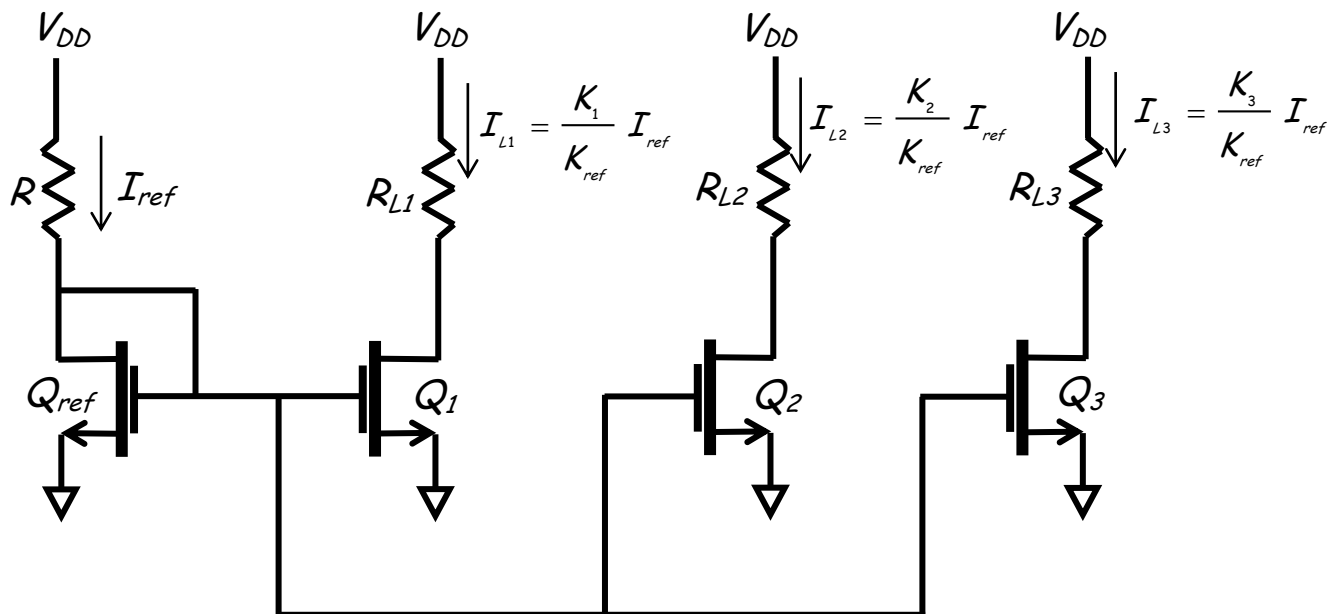 V_DD V_DD V_DD V_DD
I_L1 = K_1 / K_ref I_ref
I_L2 = K_2 / K_ref I_ref
I_L3 = K_3 / K_ref I_ref
R I_ref R_L1 R_L2 R_L3
Q_ref Q_1 Q_2 Q_3